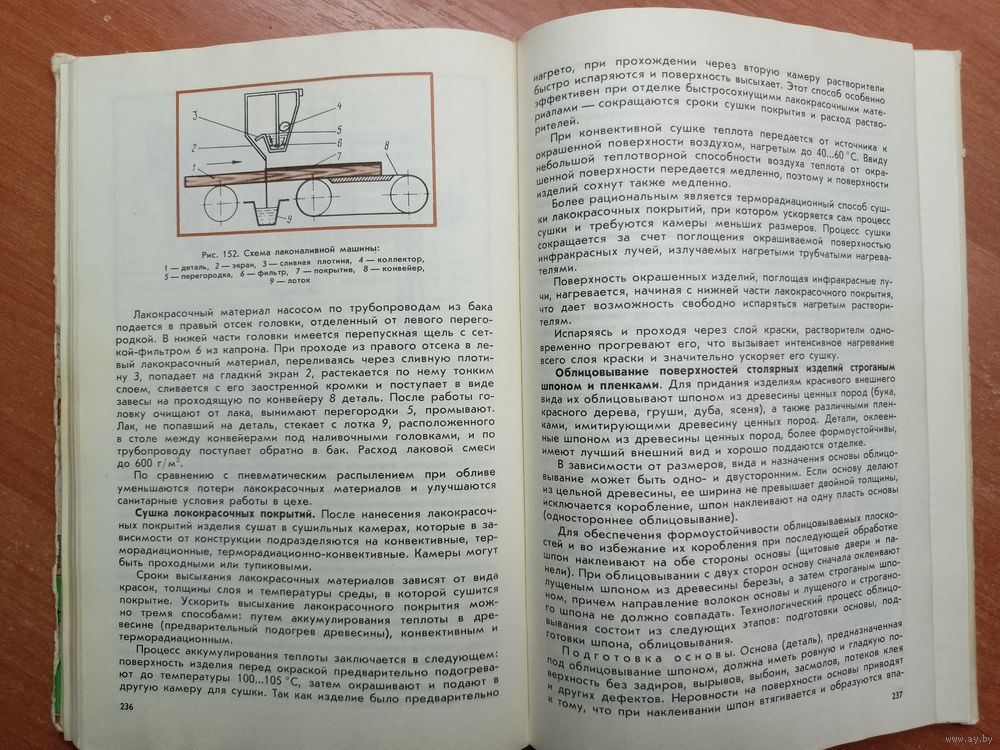 3
4
5
2
6
7
8
1
9
Рис. 152. Схема лаконаливной машины:
1 — деталь, 2 — экран, 3 — сливная плотина, 4 — коллектор,
5 — перегородка, 6 — фильтр, 7 — покрытие, 8 — конвейер,
9 — лоток
Лакокрасочный материал насосом по трубопроводам из бака
подается в правый отсек головки, отделенный от левого перего-
родкой. В нижей части головки имеется перепускная щель с сет-
кой-фильтром 6 из капрона. При проходе из правого отсека в ле-
вый лакокрасочный материал, переливаясь через сливную плоти-
ну 3, попадает на гладкий экран 2, растекается по нему тонким
слоем, сливается с его заостренной кромки и поступает в виде
завесы на проходящую по конвейеру 8 деталь. После работы го-
ловку очищают от лака, вынимают перегородки 5, промывают.
Лак, не попавший на деталь, стекает с лотка 9, расположенного
в столе между конвейерами под наливочными головками, и по
трубопроводу поступает обратно в бак. Расход лаковой смеси
до 600 г/м².
По сравнению с пневматическим распылением при обливе
уменьшаются потери лакокрасочных материалов и улучшаются
санитарные условия работы в цехе.
Сушка лококрасочных покрытий. После нанесения лакокрасоч-
ных покрытий изделия сушат в сушильных камерах, которые в за-
висимости от конструкции подразделяются на конвективные, тер-
морадиационные, терморадиационно-конвективные. Камеры могут
быть проходными или тупиковыми.
Сроки высыхания лакокрасочных материалов зависят от вида
красок, толщины слоя и температуры среды, в которой сушится
покрытие. Ускорить высыхание лакокрасочного покрытия мож-
но тремя способами: путем аккумулирования теплоты в дре-
весине (предварительный подогрев древесины), конвективным и
терморадиационным.
Процесс аккумулирования теплоты заключается в следующем:
поверхность изделия перед окраской предварительно подогрева-
ют до температуры 100...105 °С, затем окрашивают и подают в
другую камеру для сушки. Так как изделие было предварительно
236
нагрето, при прохождении через вторую камеру растворители
быстро испаряются и поверхность высыхает. Этот способ особенно
эффективен при отделке быстросохнущими лакокрасочными мате-
риалами — сокращаются сроки сушки покрытия и расход раство-
рителей.
При конвективной сушке теплота передается от источника к
окрашенной поверхности воздухом, нагретым до 40...60 °С. Ввиду
небольшой теплотворной способности воздуха теплота от окра-
шенной поверхности передается медленно, поэтому и поверхности
изделий сохнут также медленно.
Более рациональным является терморадиационный способ суш-
ки лакокрасочных покрытий, при котором ускоряется сам процесс
сушки и требуются камеры меньших размеров. Процесс сушки
сокращается за счет поглощения окрашиваемой поверхностью
инфракрасных лучей, излучаемых нагретыми трубчатыми нагрева-
телями.
Поверхность окрашенных изделий, поглощая инфракрасные лу-
чи, нагревается, начиная с нижней части лакокрасочного покрытия,
что дает возможность свободно испаряться нагретым раствори-
телям.
Испаряясь и проходя через слой краски, растворители одно-
временно прогревают его, что вызывает интенсивное нагревание
всего слоя краски и значительно ускоряет его сушку.
Облицовывание поверхностей столярных изделий строганым
шпоном и пленками. Для придания изделиям красивого внешнего
вида их облицовывают шпоном из древесины ценных пород (бука,
красного дерева, груши, дуба, ясеня), а также различными плен-
ками, имитирующими древесину ценных пород. Детали, оклеен-
ные шпоном из древесины ценных пород, более формоустойчивы,
имеют лучший внешний вид и хорошо поддаются отделке.
В зависимости от размеров, вида и назначения основы облицо-
вывание может быть одно- и двусторонним. Если основу делают
из цельной древесины, ее ширина не превышает двойной толщины,
исключается коробление, шпон наклеивают на одну пласть основы
(одностороннее облицовывание).
Для обеспечения формоустойчивости облицовываемых плоско-
стей и во избежание их коробления при последующей обработке
шпон наклеивают на обе стороны основы (щитовые двери и па-
нели). При облицовывании с двух сторон основу сначала оклеивают
лущеным шпоном из древесины березы, а затем строганым шпо-
ном, причем направление волокон основы и лущеного и строгано-
го шпона не должно совпадать. Технологический процесс облицо-
вывания состоит из следующих этапов: подготовки основы, под-
готовки шпона, облицовывания.
Подготовка основы. Основа (деталь), предназначенная
под облицовывание шпоном, должна иметь ровную и гладкую по-
верхность без задиров, вырывов, выбоин, засмолов, потеков клея
и других дефектов. Неровности на поверхности основы приводят
к тому, что при наклеивании шпон втягивается и образуются впа-
237
www.ay.by